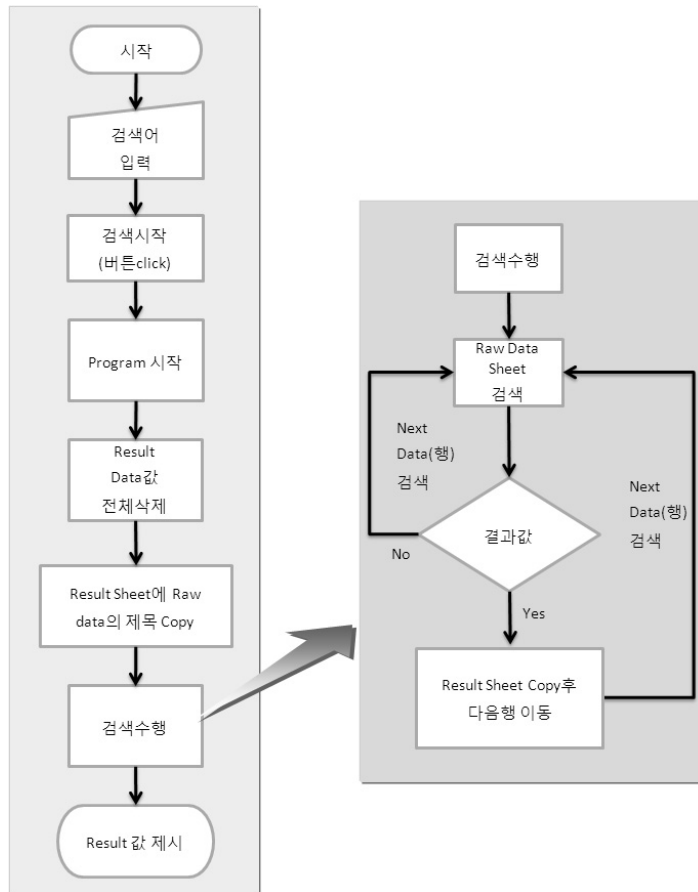 시작
검색어
입력
검색시작
(버튼click)
Program 시작
Result
Data값
전체삭제
Result Sheet에 Raw
data의 제목 Copy
검색수행
Result 값 제시
검색수행
Raw Data
Sheet
검색
Next
Data(행)
검색
Next
Data(행)
검색
결과값
No
Yes
Result Sheet Copy후
다음행 이동